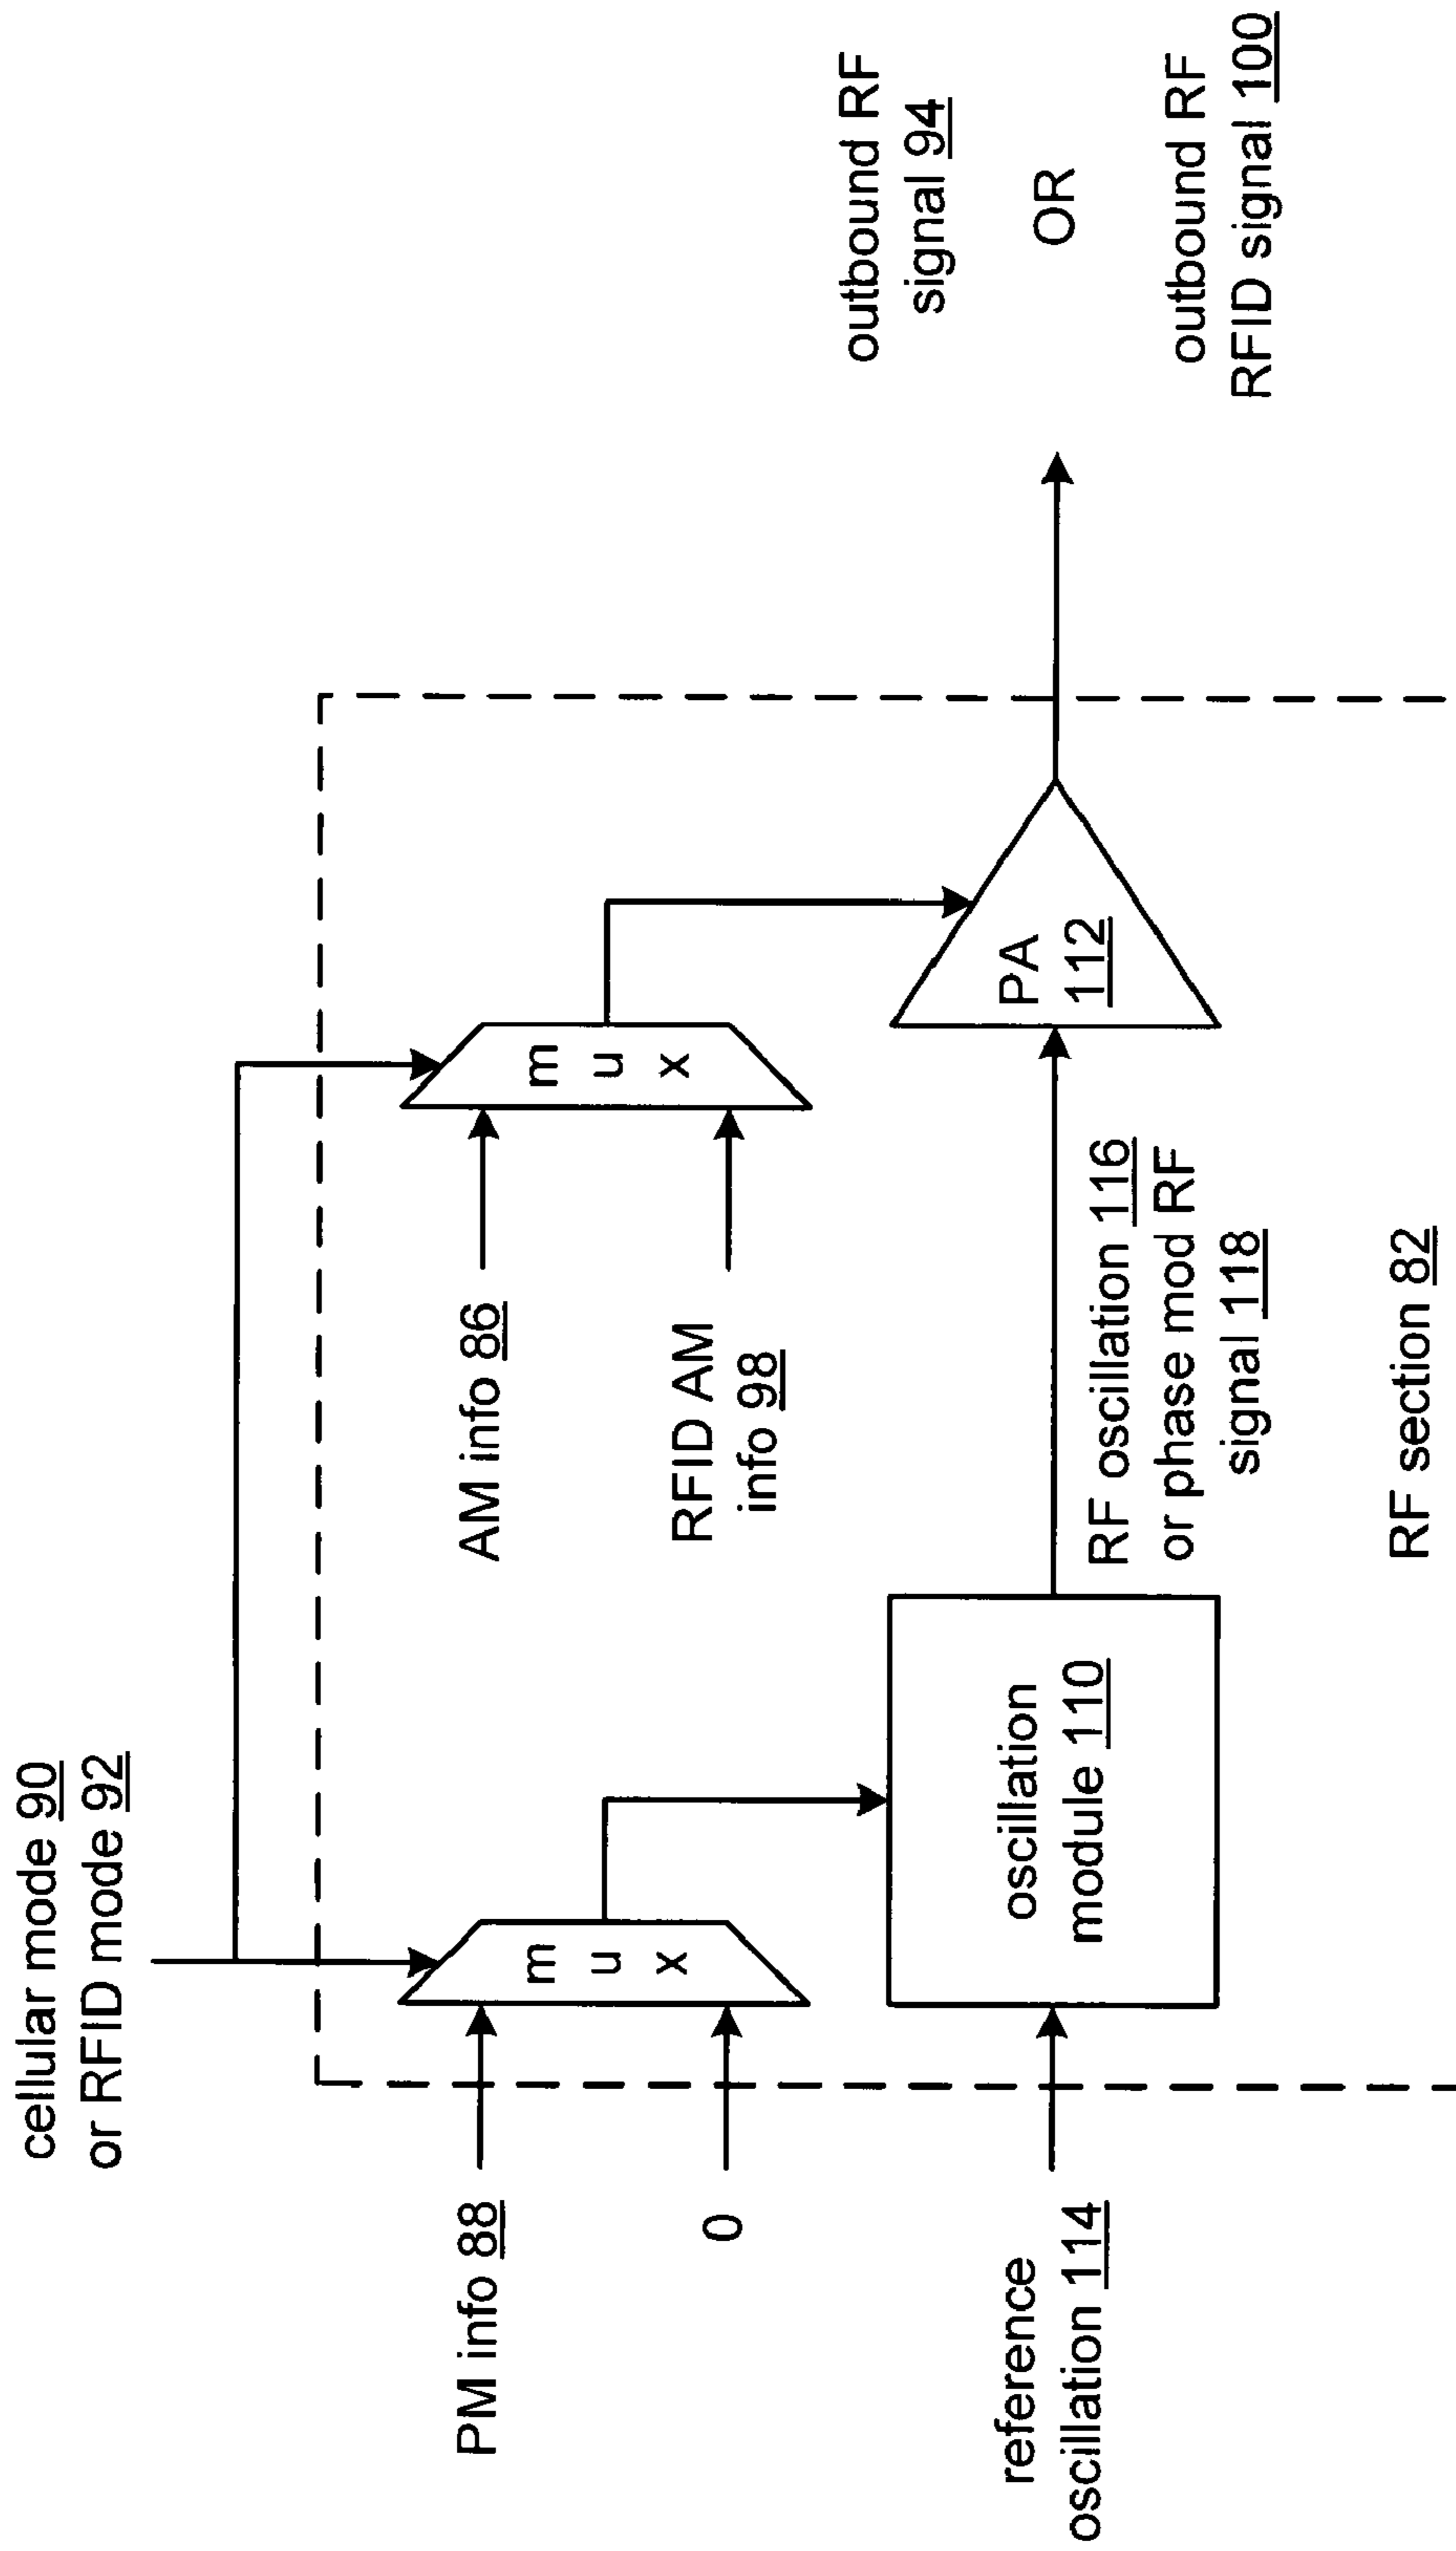 cellular mode 90
or RFID mode 92
PM info 88
0
m
u
x
AM info 86
RFID AM
info 98
m
u
x
reference
oscillation 114
oscillation
module 110
RF oscillation 116
or phase mod RF
signal 118
PA
112
outbound RF
signal 94
OR
outbound RF
RFID signal 100
RF section 82